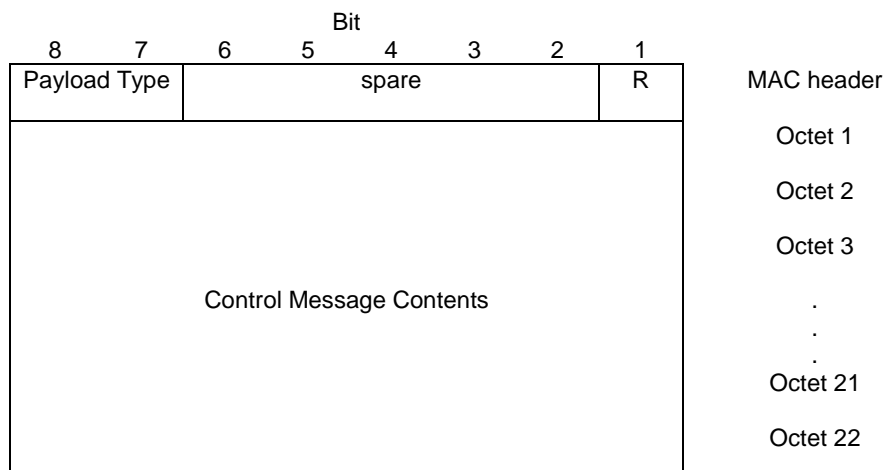 Bit
8 7 6 5 4 3 2 1
Payload Type spare R MAC header
Octet 1
Octet 2
Octet 3
Control Message Contents .
.
.
Octet 21
Octet 22